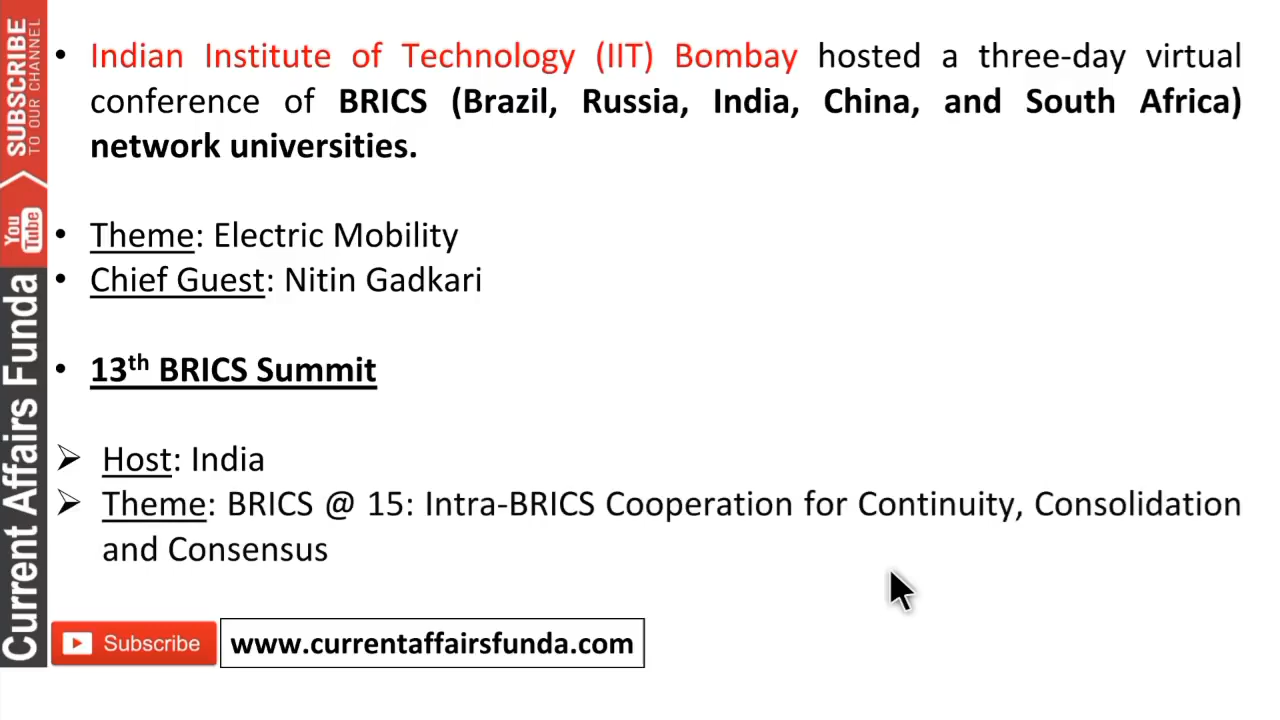 SUBSCRIBE
TO OUR CHANNEL
You
Tube
Current Affairs Funda
• Indian Institute of Technology (IIT) Bombay hosted a three-day virtual
conference of BRICS (Brazil, Russia, India, China, and South Africa)
network universities.
• Theme: Electric Mobility
• Chief Guest: Nitin Gadkari
• 13th BRICS Summit
➢ Host: India
➢ Theme: BRICS @ 15: Intra-BRICS Cooperation for Continuity, Consolidation
and Consensus
Subscribe
www.currentaffairsfunda.com